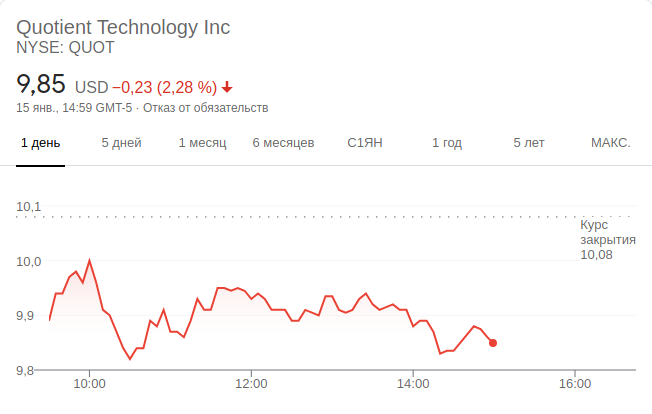 Quotient Technology Inc
NYSE: QUOT
9,85 USD −0,23 (2,28 %)
15 янв., 14:59 GMT-5 · Отказ от обязательств
1 день 5 дней 1 месяц 6 месяцев С1ЯН 1 год 5 лет МАКС.
10,1
Курс
закрытия
10,08
10,0
9,9
9,8
10:00 12:00 14:00 16:00